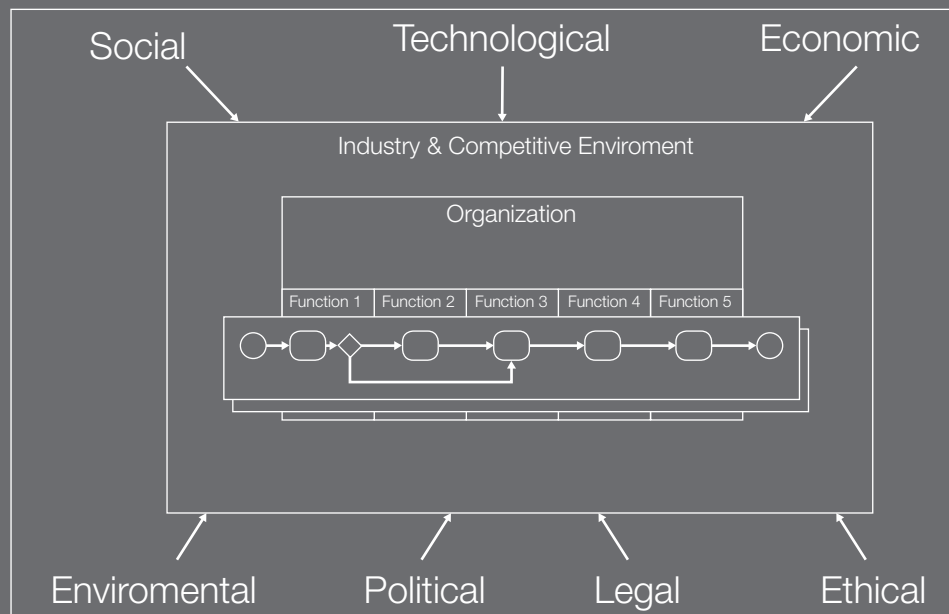 Social
Technological
Economic
Industry & Competitive Enviroment
Organization
Function 1
Function 2
Function 3
Function 4
Function 5
Enviromental
Political
Legal
Ethical